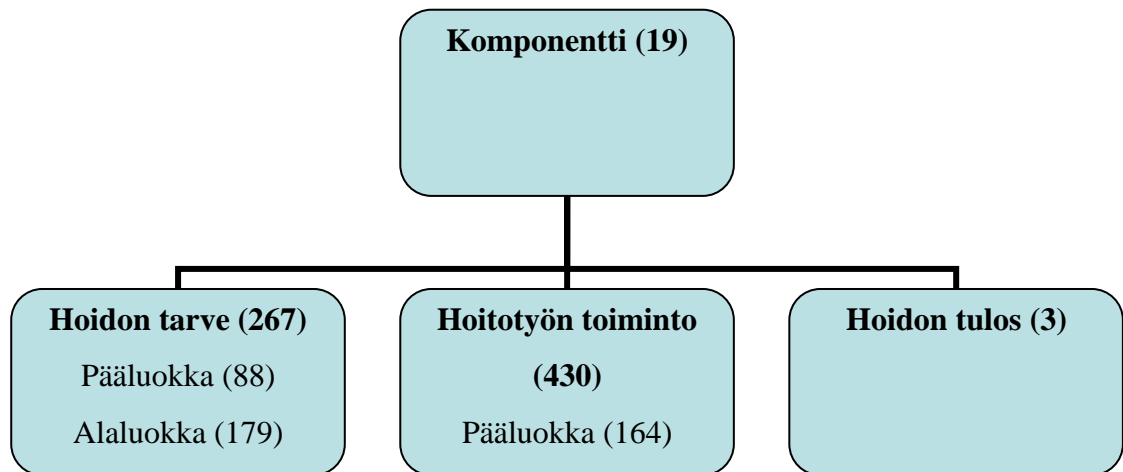 Komponentti (19)
Hoidon tarve (267)
Pääluokka (88)
Alaluokka (179)
Hoitotyön toiminto
(430)
Pääluokka (164)
Hoidon tulos (3)